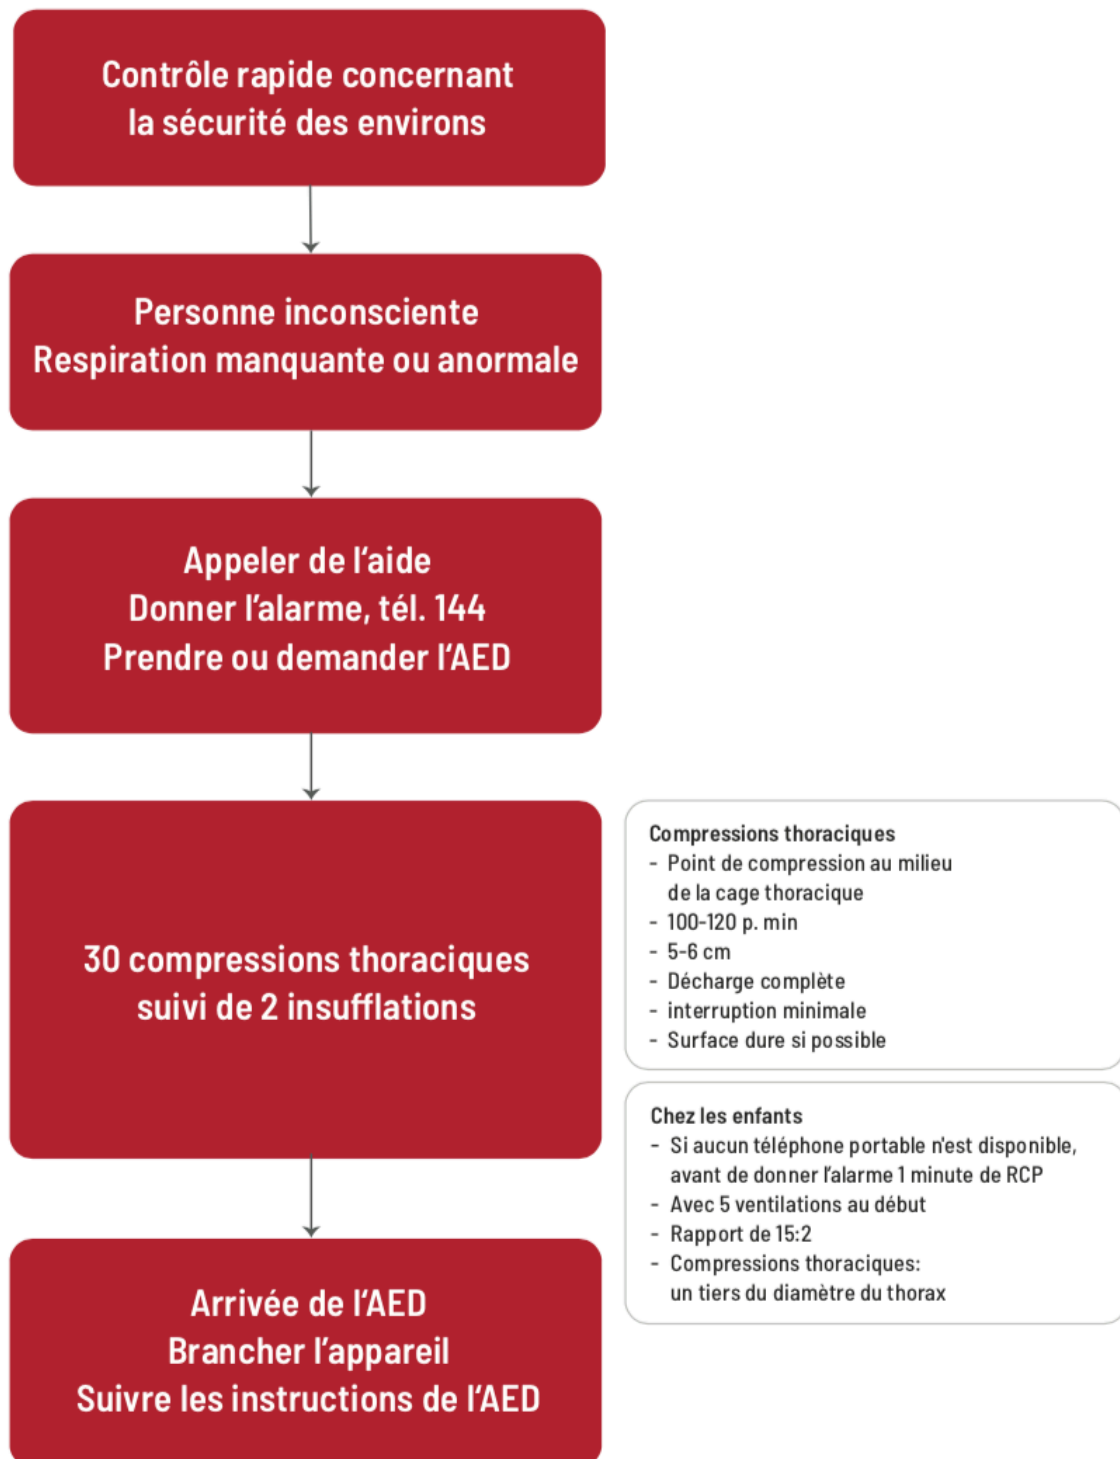 Contrôle rapide concernant
la sécurité des environs
Personne inconsciente
Respiration manquante ou anormale
Appeler de l‘aide
Donner l’alarme, tél. 144
Prendre ou demander l‘AED
30 compressions thoraciques
suivi de 2 insufflations
Compressions thoraciques
- Point de compression au milieu
de la cage thoracique
- 100-120 p. min
- 5-6 cm
- Décharge complète
- interruption minimale
- Surface dure si possible
Chez les enfants
- Si aucun téléphone portable n'est disponible,
avant de donner l’alarme 1 minute de RCP
- Avec 5 ventilations au début
- Rapport de 15:2
- Compressions thoraciques:
un tiers du diamètre du thorax
Arrivée de l‘AED
Brancher l’appareil
Suivre les instructions de l‘AED